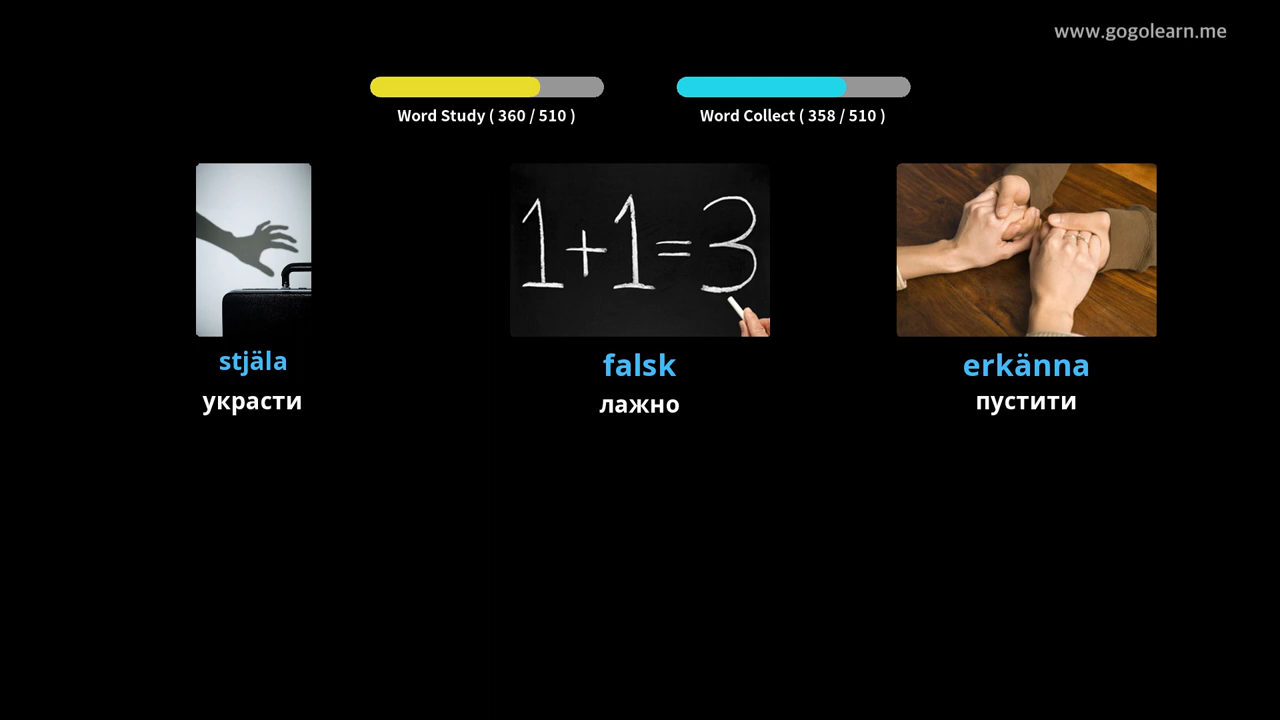 www.gogolearn.me
Word Study ( 360 / 510 )
Word Collect ( 358 / 510 )
1+1=3
stjäla
falsk
erkänna
украсти
лажно
пустити